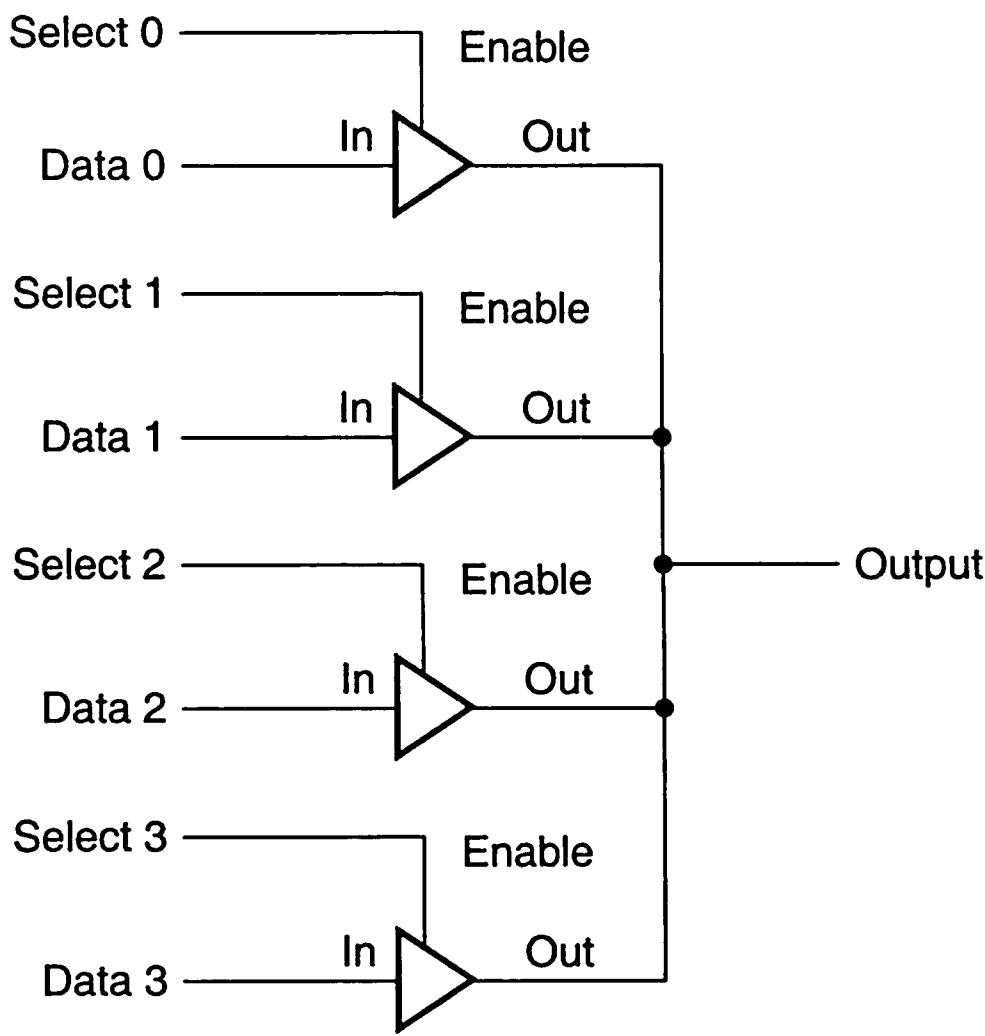 Select 0
Enable
In
Out
Data 0
Select 1
Enable
In
Out
Data 1
Select 2
Enable
Output
In
Out
Data 2
Select 3
Enable
In
Out
Data 3